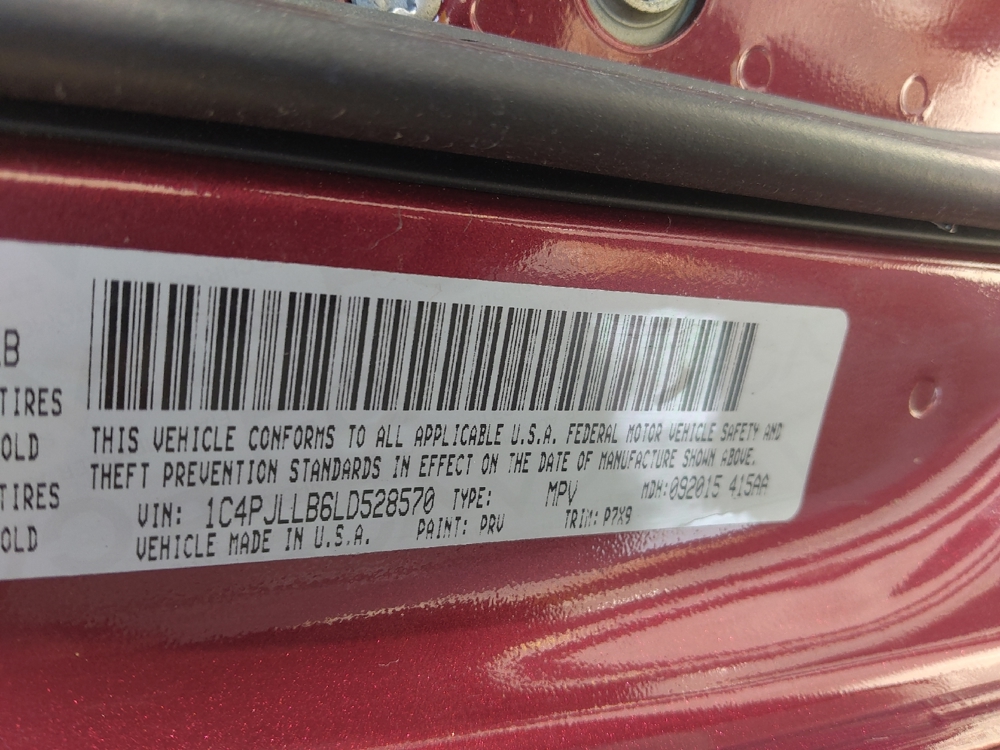 LB
TIRES
OLD
TIRES
OLD
THIS VEHICLE CONFORMS TO ALL APPLICABLE U.S.A. FEDERAL MOTOR VEHICLE SAFETY AND
THEFT PREVENTION STANDARDS IN EFFECT ON THE DATE OF MANUFACTURE SHOWN ABOVE.
VIN: 1C4PJLLB6LD528570 TYPE: MPV MDH:092015 415AA
VEHICLE MADE IN U.S.A. PAINT: PRV TRIM: P7X9